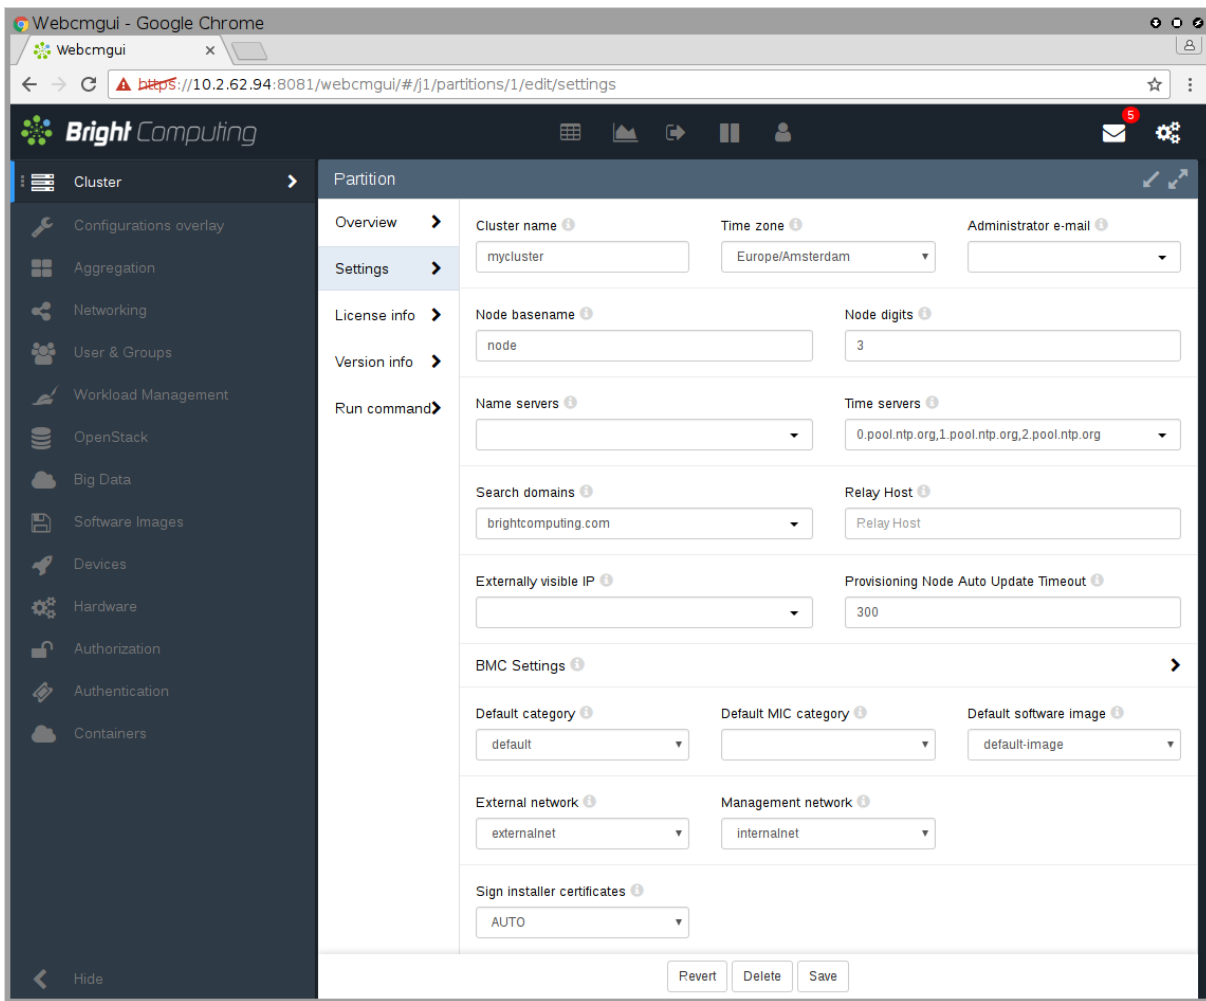 Webcmgui - Google Chrome
Webcmgui
https://10.2.62.94:8081/webcmgui/#/j1/partitions/1/edit/settings
Bright Computing
5
Cluster
Configurations overlay
Aggregation
Networking
User & Groups
Workload Management
OpenStack
Big Data
Software Images
Devices
Hardware
Authorization
Authentication
Containers
Hide
Partition
Overview
Settings
License info
Version info
Run command
Cluster name Time zone Administrator e-mail
mycluster Europe/Amsterdam
Node basename Node digits
node 3
Name servers Time servers
0.pool.ntp.org,1.pool.ntp.org,2.pool.ntp.org
Search domains Relay Host
brightcomputing.com Relay Host
Externally visible IP Provisioning Node Auto Update Timeout
300
BMC Settings
Default category Default MIC category Default software image
default default-image
External network Management network
externalnet internalnet
Sign installer certificates
AUTO
Revert Delete Save